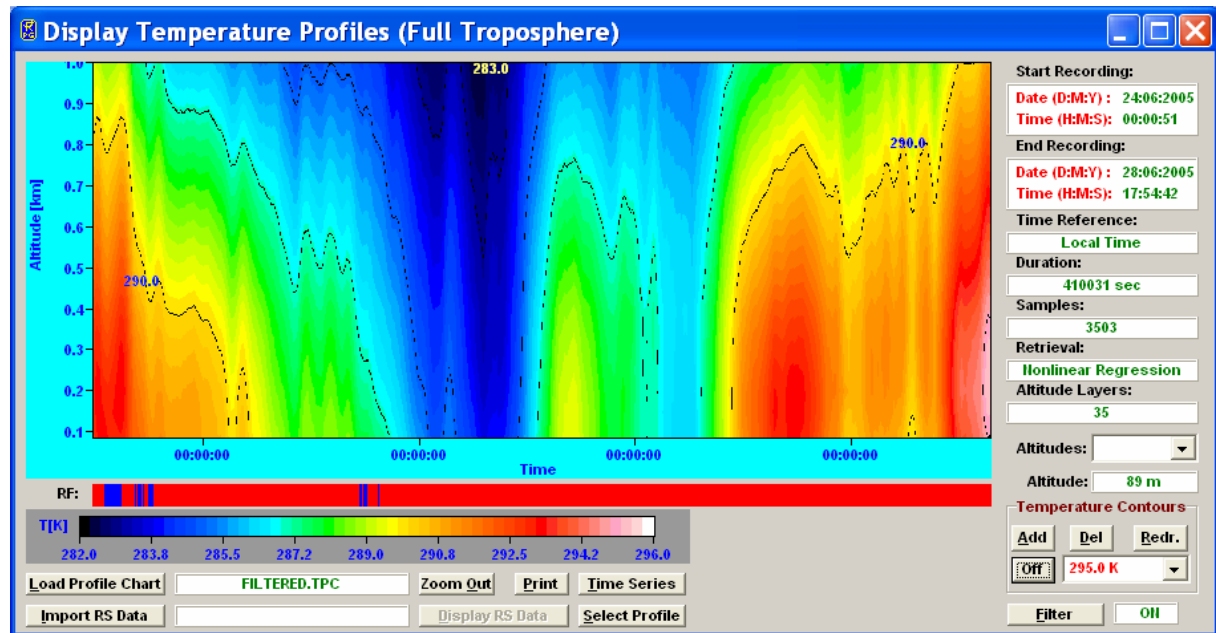 Display Temperature Profiles (Full Troposphere)
1.0
0.9
0.8
0.7
0.6
0.5
0.4
0.3
0.2
0.1
Altitude [km]
283.0
290.0
290.0
00:00:00 00:00:00 00:00:00 00:00:00
Time
RF:
T[K]
282.0 283.8 285.5 287.2 289.0 290.8 292.5 294.2 296.0
Load Profile Chart FILTERED.TPC Zoom Out Print Time Series
Import RS Data Display RS Data Select Profile
Start Recording:
Date (D:M:Y) : 24:06:2005
Time (H:M:S): 00:00:51
End Recording:
Date (D:M:Y) : 28:06:2005
Time (H:M:S): 17:54:42
Time Reference:
Local Time
Duration:
410031 sec
Samples:
3503
Retrieval:
Nonlinear Regression
Altitude Layers:
35
Altitudes:
Altitude: 89 m
Temperature Contours
Add Del Redr.
Off 295.0 K
Filter ON